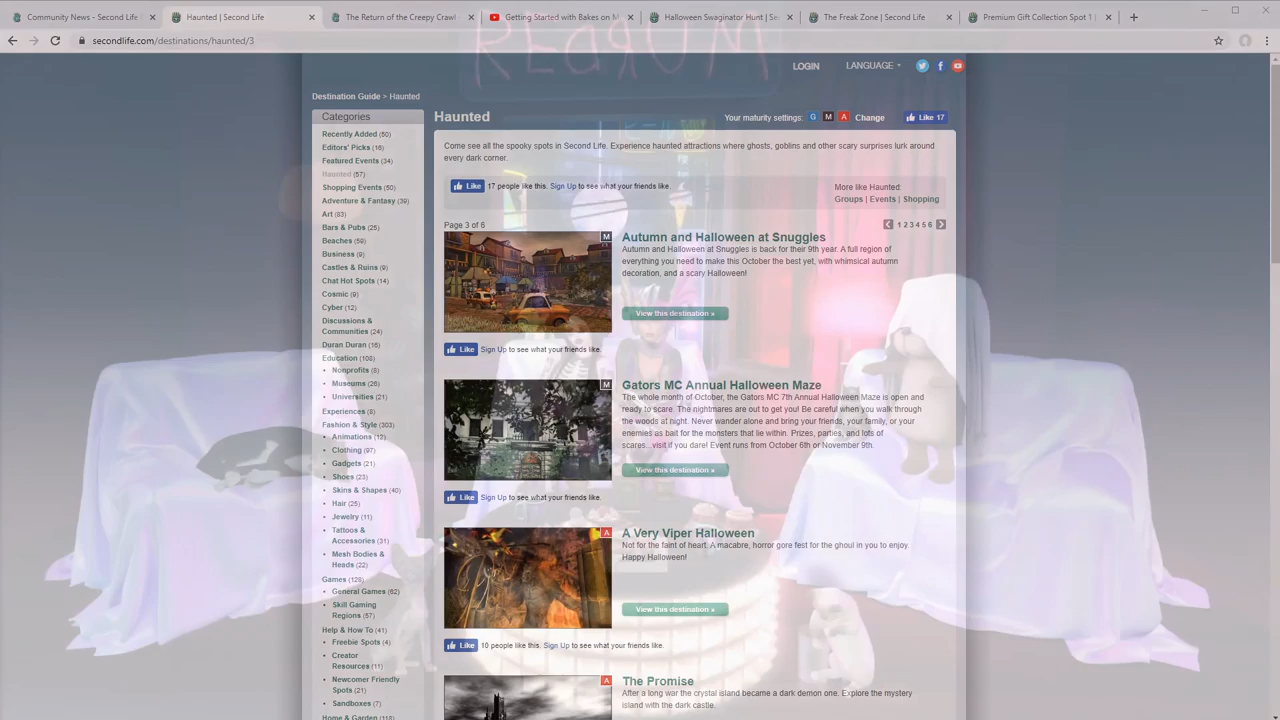 Community News - Second Life
Haunted | Second Life
The Return of the Creepy Crawl
Getting Started with Bakes on M
Halloween Swaginator Hunt | Sec
The Freak Zone | Second Life
Premium Gift Collection Spot 1 |
secondlife.com/destinations/haunted/3
REDRUM
LOGIN
LANGUAGE
Destination Guide > Haunted
Categories
Recently Added (50)
Editors' Picks (16)
Featured Events (34)
Haunted (57)
Shopping Events (50)
Adventure & Fantasy (39)
Art (83)
Bars & Pubs (25)
Beaches (59)
Business (9)
Castles & Ruins (9)
Chat Hot Spots (14)
Cosmic (9)
Cyber (12)
Discussions &
Communities (24)
Duran Duran (16)
Education (108)
• Nonprofits (8)
• Museums (26)
• Universities (21)
Experiences (8)
Fashion & Style (303)
• Animations (12)
• Clothing (97)
• Gadgets (21)
• Shoes (23)
• Skins & Shapes (40)
• Hair (25)
• Jewelry (11)
• Tattoos &
Accessories (31)
• Mesh Bodies &
Heads (22)
Games (128)
• General Games (62)
• Skill Gaming
Regions (57)
Help & How To (41)
• Freebie Spots (4)
• Creator
Resources (11)
• Newcomer Friendly
Spots (21)
• Sandboxes (7)
Home & Garden (118)
Haunted
Your maturity settings: G M A Change
Like 17
Come see all the spooky spots in Second Life. Experience haunted attractions where ghosts, goblins and other scary surprises lurk around
every dark corner.
Like 17 people like this. Sign Up to see what your friends like.
More like Haunted:
Groups | Events | Shopping
Page 3 of 6
1 2 3 4 5 6
M
Autumn and Halloween at Snuggles
Autumn and Halloween at Snuggles is back for their 9th year. A full region of
everything you need to make this October the best yet, with whimsical autumn
decoration, and a scary Halloween!
View this destination »
Like Sign Up to see what your friends like.
M
Gators MC Annual Halloween Maze
The whole month of October, the Gators MC 7th Annual Halloween Maze is open and
ready to scare. The nightmares are out to get you! Be careful when you walk through
the woods at night. Never wander alone and bring your friends, your family, or your
enemies as bait for the monsters that lie within. Prizes, parties, and lots of
scares...visit if you dare! Event runs from October 6th or November 9th.
View this destination »
Like Sign Up to see what your friends like.
A
A Very Viper Halloween
Not for the faint of heart. A macabre, horror gore fest for the ghoul in you to enjoy.
Happy Halloween!
View this destination »
Like 10 people like this. Sign Up to see what your friends like.
A
The Promise
After a long war the crystal island became a dark demon one. Explore the mystery
island with the dark castle.